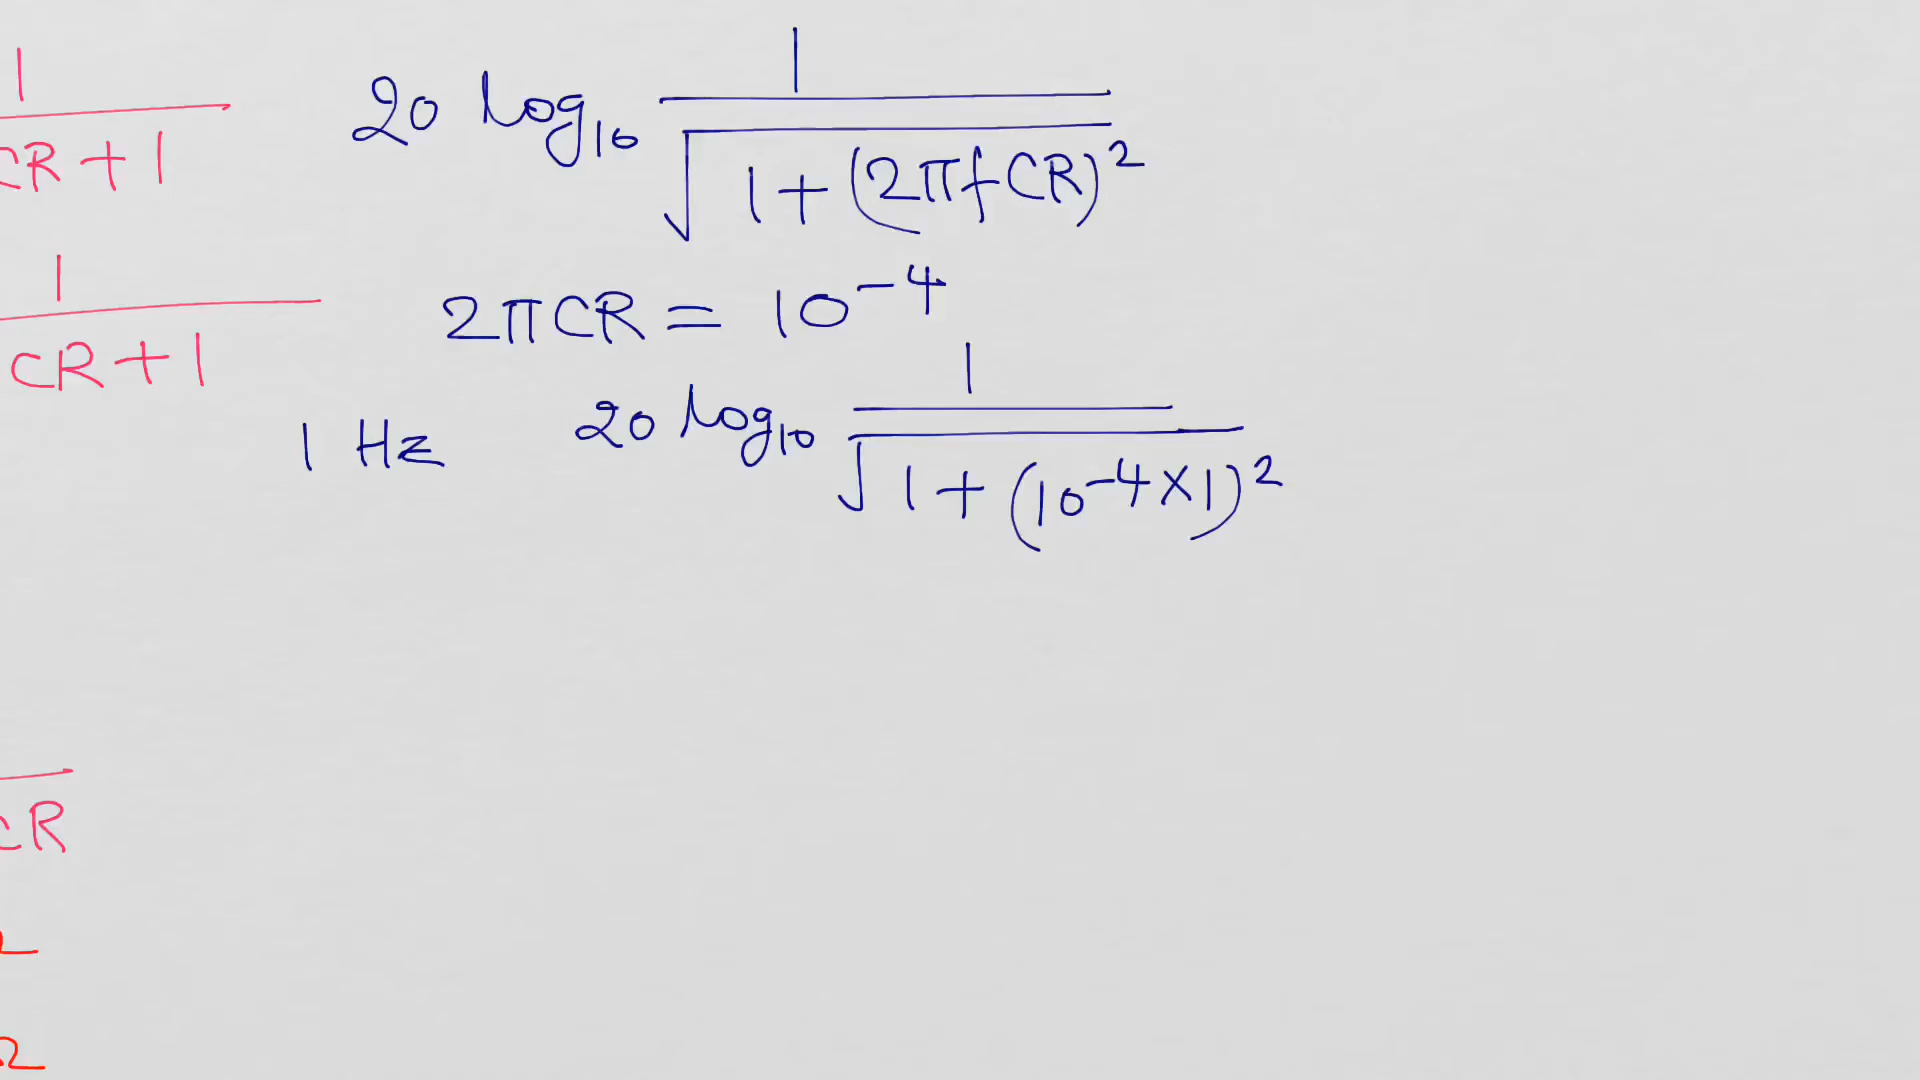 1
CR + 1
20 log₁₀ 1 / √(1 + (2πfCR)²)
2πCR = 10⁻⁴
1
CR + 1
1 Hz 20 log₁₀ 1 / √(1 + (10⁻⁴ × 1)²)
CR